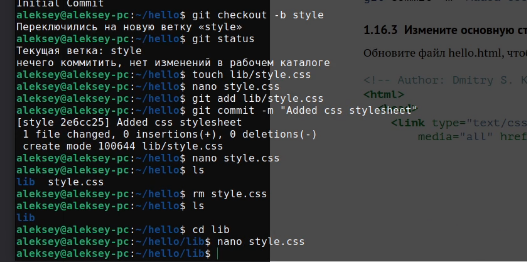 Initial Commit
aleksey@aleksey-pc:~/hello$ git checkout -b style
Переключились на новую ветку «style»
aleksey@aleksey-pc:~/hello$ git status
Текущая ветка: style
нечего коммитить, нет изменений в рабочем каталоге
aleksey@aleksey-pc:~/hello$ touch lib/style.css
aleksey@aleksey-pc:~/hello$ nano style.css
aleksey@aleksey-pc:~/hello$ git add lib/style.css
aleksey@aleksey-pc:~/hello$ git commit -m "Added css stylesheet"
[style 2e6cc25] Added css stylesheet
1 file changed, 0 insertions(+), 0 deletions(-)
create mode 100644 lib/style.css
aleksey@aleksey-pc:~/hello$ nano style.css
aleksey@aleksey-pc:~/hello$ ls
lib style.css
aleksey@aleksey-pc:~/hello$ rm style.css
aleksey@aleksey-pc:~/hello$ ls
lib
aleksey@aleksey-pc:~/hello$ cd lib
aleksey@aleksey-pc:~/hello/lib$ nano style.css
aleksey@aleksey-pc:~/hello/lib$
1.16.3 Измените основную ст
Обновите файл hello.html, что
<!-- Author: Dmitry S. K
<html>
<link type="text/css
media="all" href